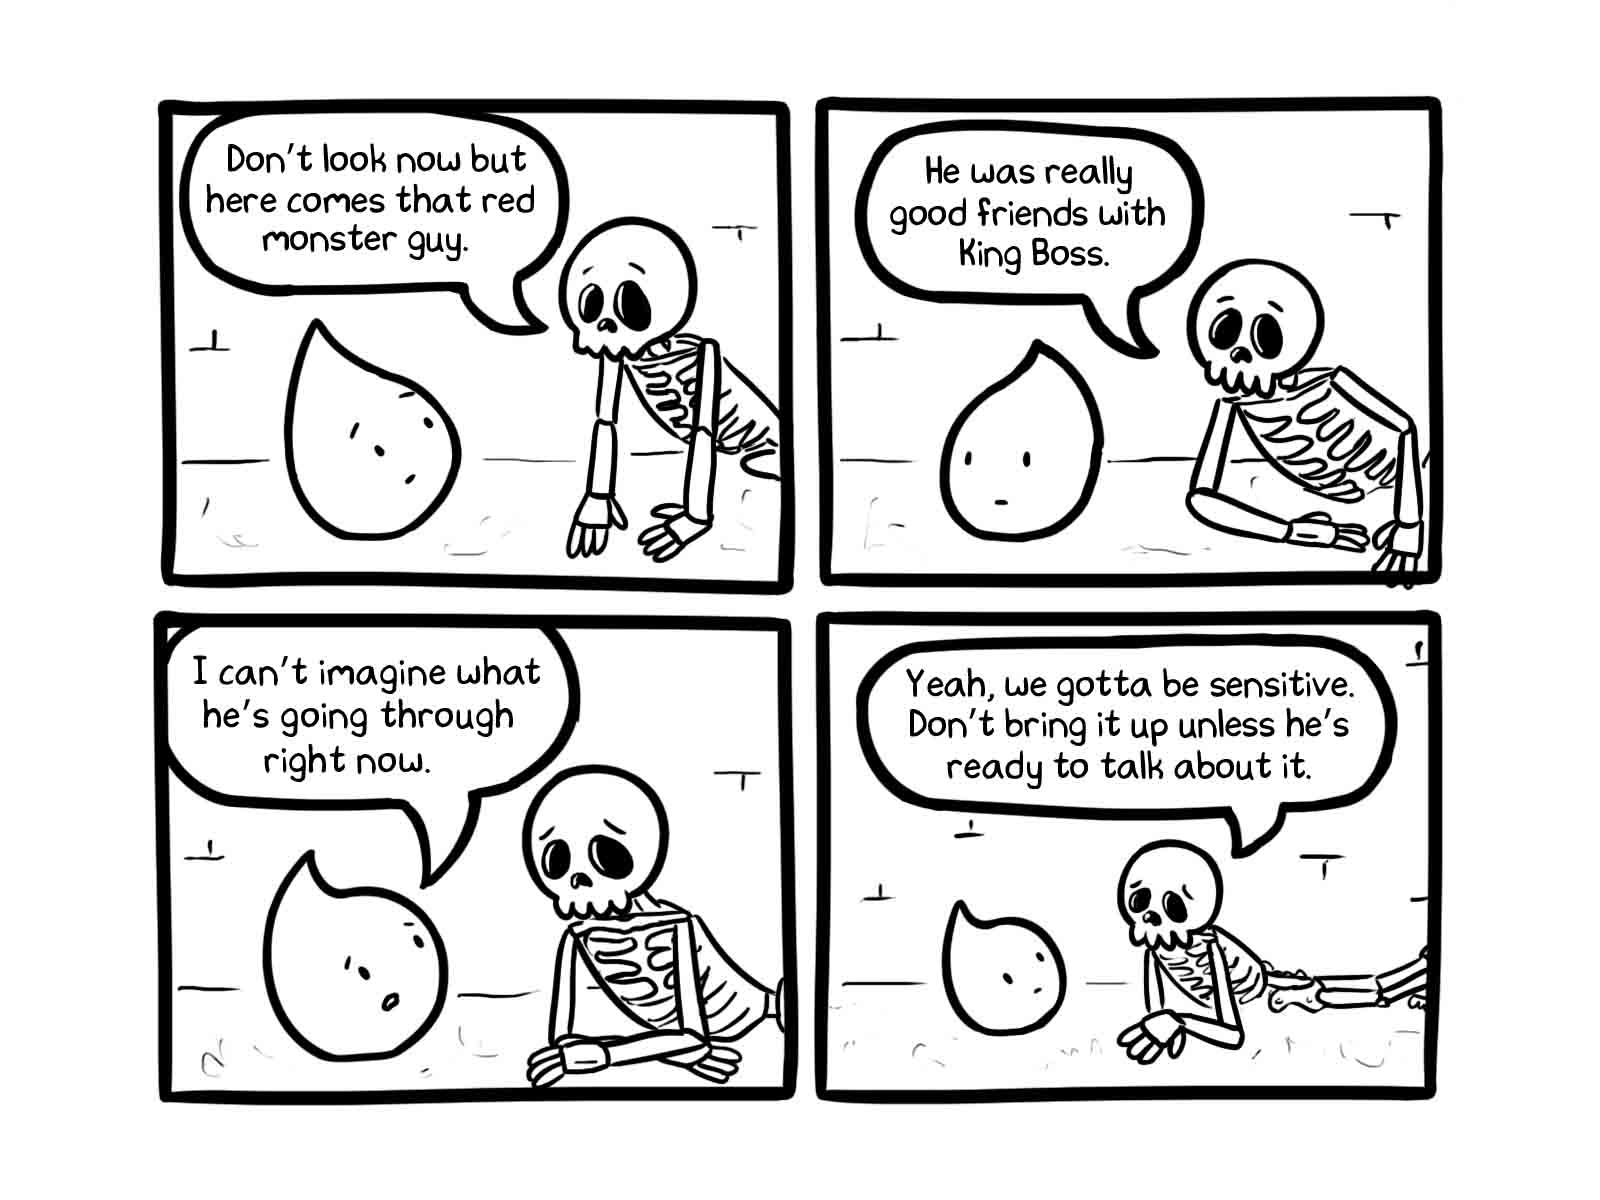 Don't look now but
here comes that red
monster guy.
He was really
good friends with
King Boss.
I can't imagine what
he's going through
right now.
Yeah, we gotta be sensitive.
Don't bring it up unless he's
ready to talk about it.